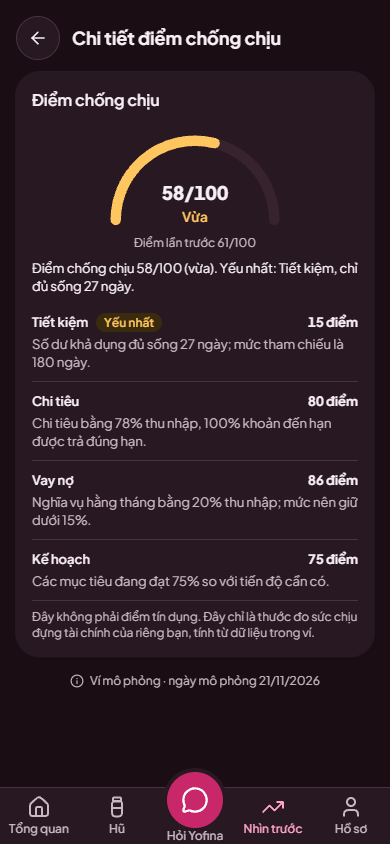 Chi tiết điểm chống chịu
Điểm chống chịu
58/100
Vừa
Điểm lần trước 61/100
Điểm chống chịu 58/100 (vừa). Yếu nhất: Tiết kiệm, chỉ
đủ sống 27 ngày.
Tiết kiệm Yếu nhất 15 điểm
Số dư khả dụng đủ sống 27 ngày; mức tham chiếu là
180 ngày.
Chi tiêu 80 điểm
Chi tiêu bằng 78% thu nhập, 100% khoản đến hạn
được trả đúng hạn.
Vay nợ 86 điểm
Nghĩa vụ hằng tháng bằng 20% thu nhập; mức nên giữ
dưới 15%.
Kế hoạch 75 điểm
Các mục tiêu đang đạt 75% so với tiến độ cần có.
Đây không phải điểm tín dụng. Đây chỉ là thước đo sức chịu
đựng tài chính của riêng bạn, tính từ dữ liệu trong ví.
Ví mô phỏng · ngày mô phỏng 21/11/2026
Tổng quan
Hũ
Hỏi Yofina
Nhìn trước
Hồ sơ